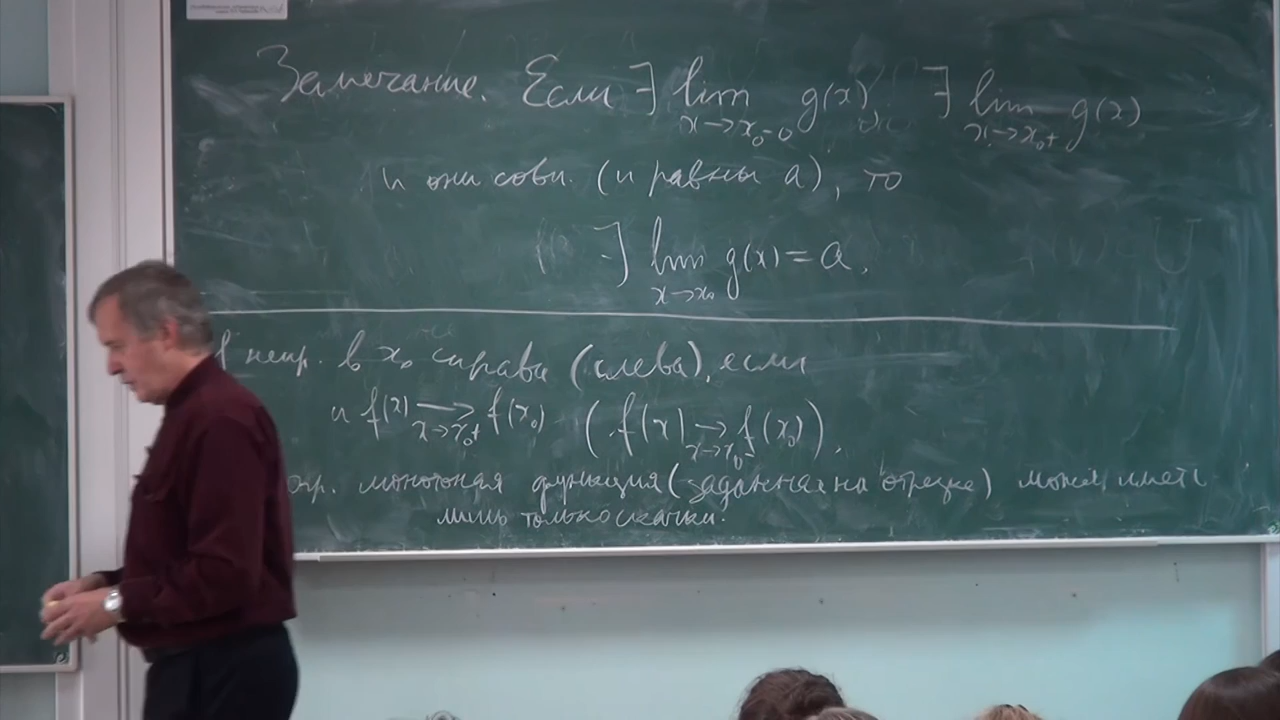 Замечание. Если ∃ lim_{x→x₀-0} g(x), ∃ lim_{x→x₀+} g(x)
и они совп. (и равны a), то
∃ lim_{x→x₀} g(x) = a.
f непр. в x₀ справа (слева), если
и f(x) →_{x→x₀+} f(x₀) (f(x) →_{x→x₀-} f(x₀)).
огр. монотонная функция (заданная на отрезке) может иметь
лишь только скачки.